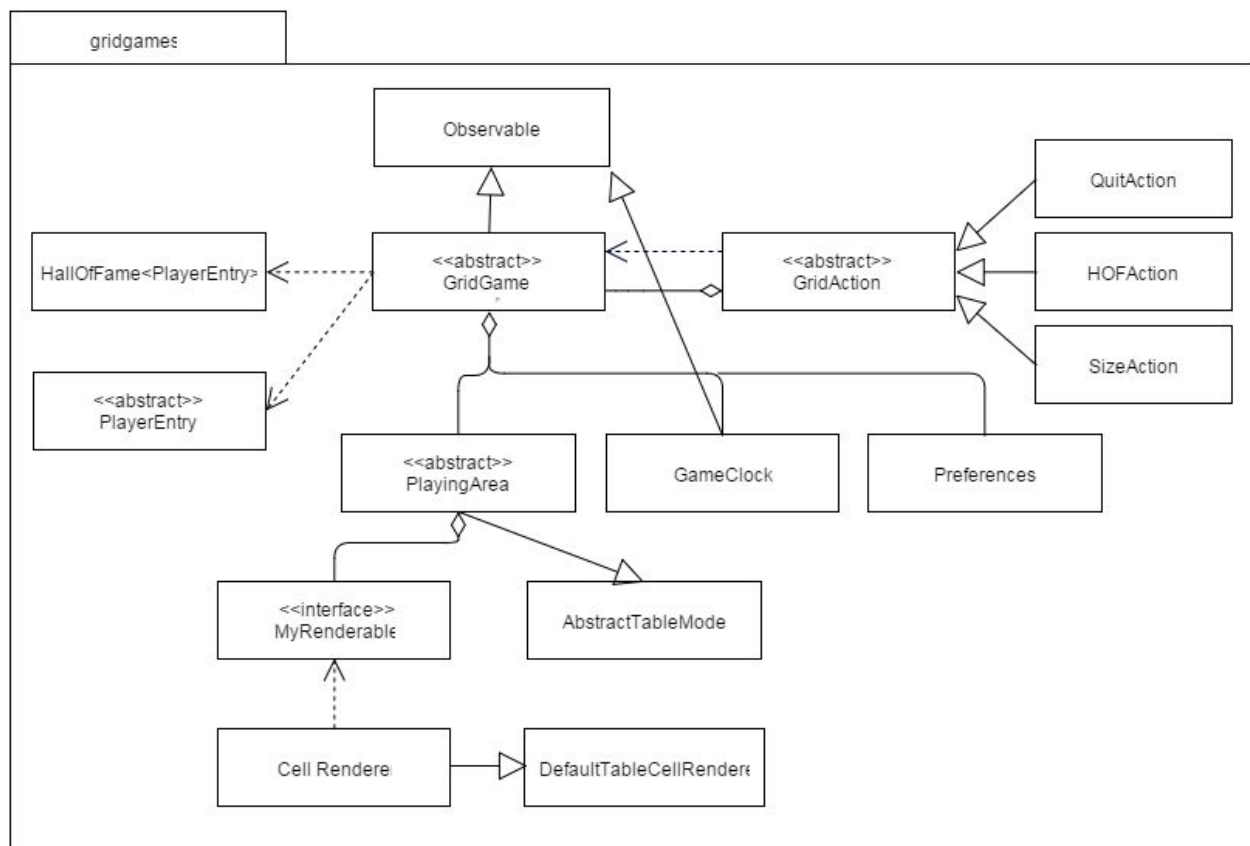 gridgames
Observable
QuitAction
HallOfFame<PlayerEntry>
<<abstract>>
GridGame
<<abstract>>
GridAction
HOFAction
SizeAction
<<abstract>>
PlayerEntry
<<abstract>>
PlayingArea
GameClock
Preferences
<<interface>>
MyRenderable
AbstractTableMode
Cell Rendere
DefaultTableCellRendere